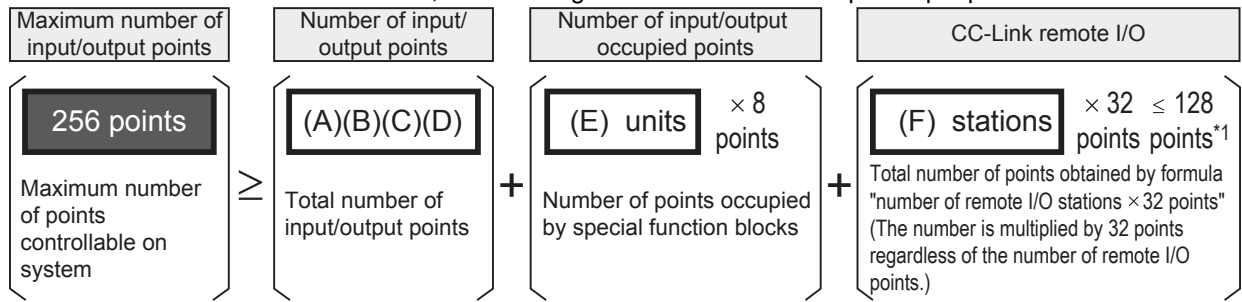 Maximum number of
input/output points
256 points
Maximum number
of points
controllable on
system
≥
Number of input/
output points
(A)(B)(C)(D)
Total number of
input/output points
+
Number of input/output
occupied points
(E) units × 8
points
Number of points occupied
by special function blocks
+
CC-Link remote I/O
(F) stations × 32 ≤ 128
points points*1
Total number of points obtained by formula
"number of remote I/O stations × 32 points"
(The number is multiplied by 32 points
regardless of the number of remote I/O
points.)